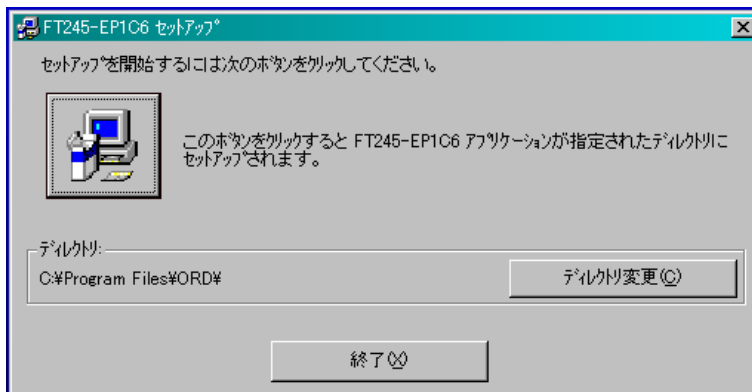 FT245-EP1C6 ｾｯﾄｱｯﾌﾟ
ｾｯﾄｱｯﾌﾟを開始するには次のﾎﾞﾀﾝをｸﾘｯｸしてください。
このﾎﾞﾀﾝをｸﾘｯｸすると FT245-EP1C6 ｱﾌﾟﾘｹｰｼｮﾝが指定されたﾃﾞｨﾚｸﾄﾘに
ｾｯﾄｱｯﾌﾟされます。
ﾃﾞｨﾚｸﾄﾘ:
C:¥Program Files¥ORD¥
ﾃﾞｨﾚｸﾄﾘ変更(C)
終了(X)